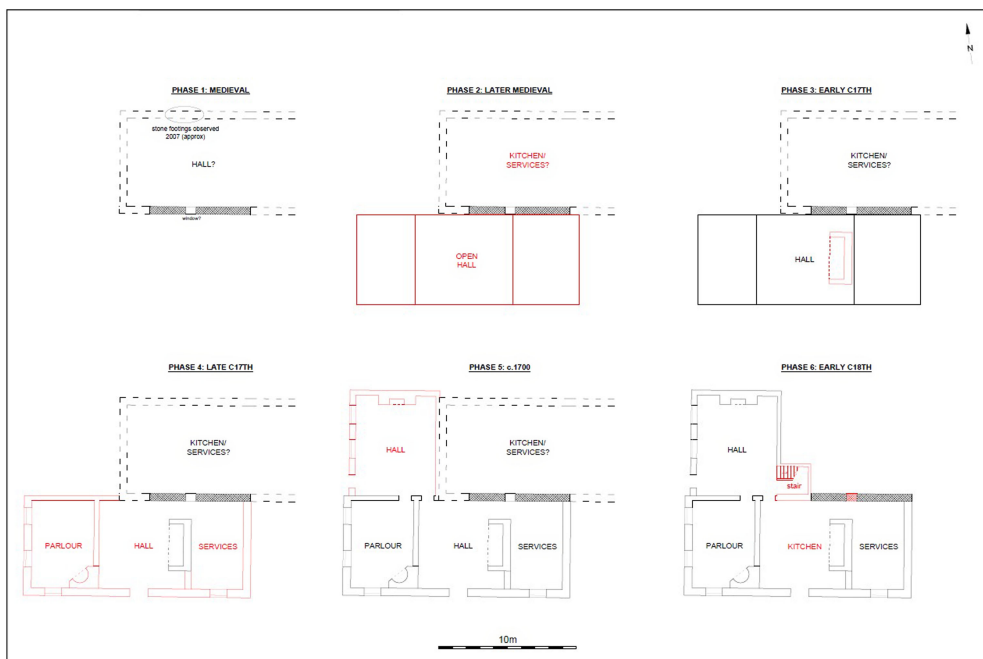 N
PHASE 1: MEDIEVAL
stone footings observed
2007 (approx)
HALL?
window?
PHASE 2: LATER MEDIEVAL
KITCHEN/
SERVICES?
OPEN
HALL
PHASE 3: EARLY C17TH
KITCHEN/
SERVICES?
HALL
PHASE 4: LATE C17TH
KITCHEN/
SERVICES?
PARLOUR
HALL
SERVICES
PHASE 5: c.1700
HALL
KITCHEN/
SERVICES?
PARLOUR
HALL
SERVICES
PHASE 6: EARLY C18TH
HALL
stair
PARLOUR
KITCHEN
SERVICES
10m